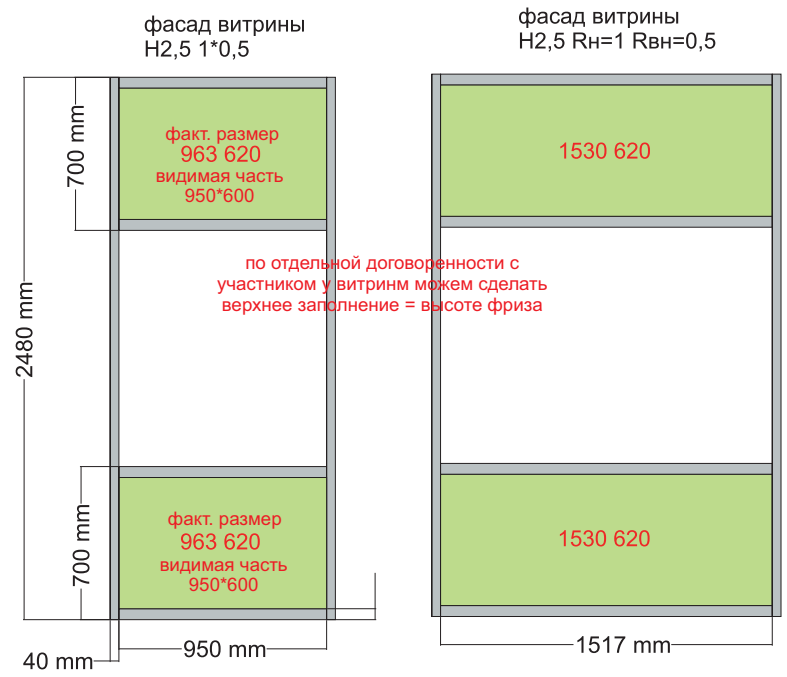 фасад витрины
H2,5 1*0,5
фасад витрины
H2,5 Rн=1 Rвн=0,5
700 mm
факт. размер
963 620
видимая часть
950*600
1530 620
по отдельной договоренности с
участником у витринм можем сделать
верхнее заполнение = высоте фриза
2480 mm
700 mm
факт. размер
963 620
видимая часть
950*600
1530 620
40 mm
950 mm
1517 mm